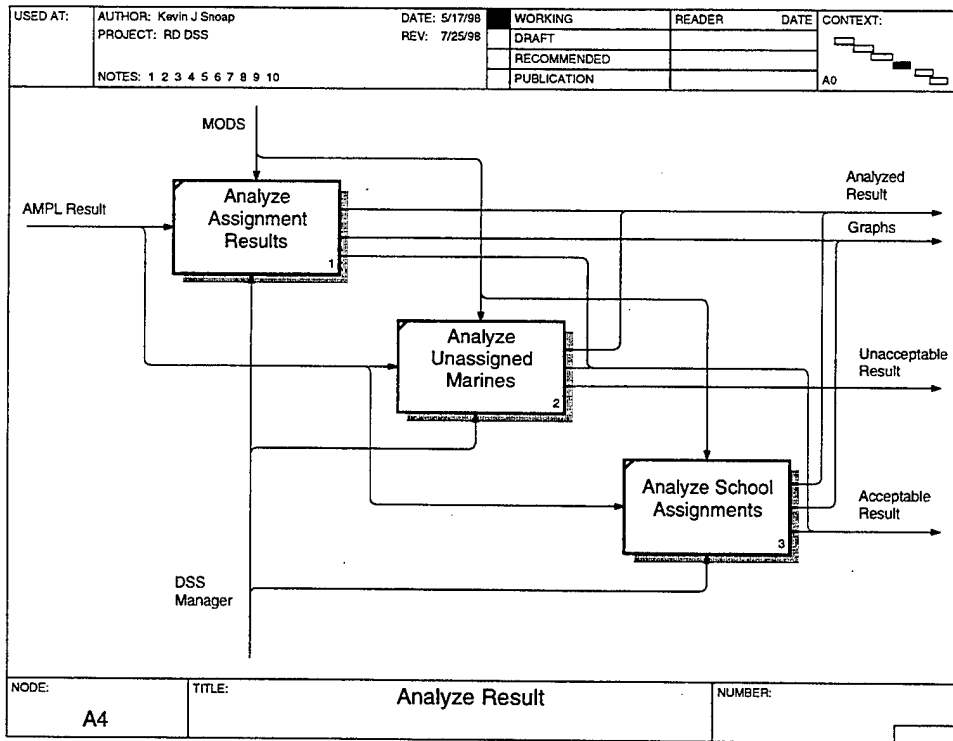 USED AT:
AUTHOR: Kevin J Snoap
DATE: 5/17/98
PROJECT: RD DSS
REV: 7/25/98
NOTES: 1 2 3 4 5 6 7 8 9 10
WORKING
DRAFT
RECOMMENDED
PUBLICATION
READER
DATE
CONTEXT:
A0
MODS
AMPL Result
Analyze
Assignment
Results
1
Analyzed
Result
Graphs
Analyze
Unassigned
Marines
2
Unacceptable
Result
Analyze School
Assignments
3
Acceptable
Result
DSS
Manager
NODE:
A4
TITLE:
Analyze Result
NUMBER: